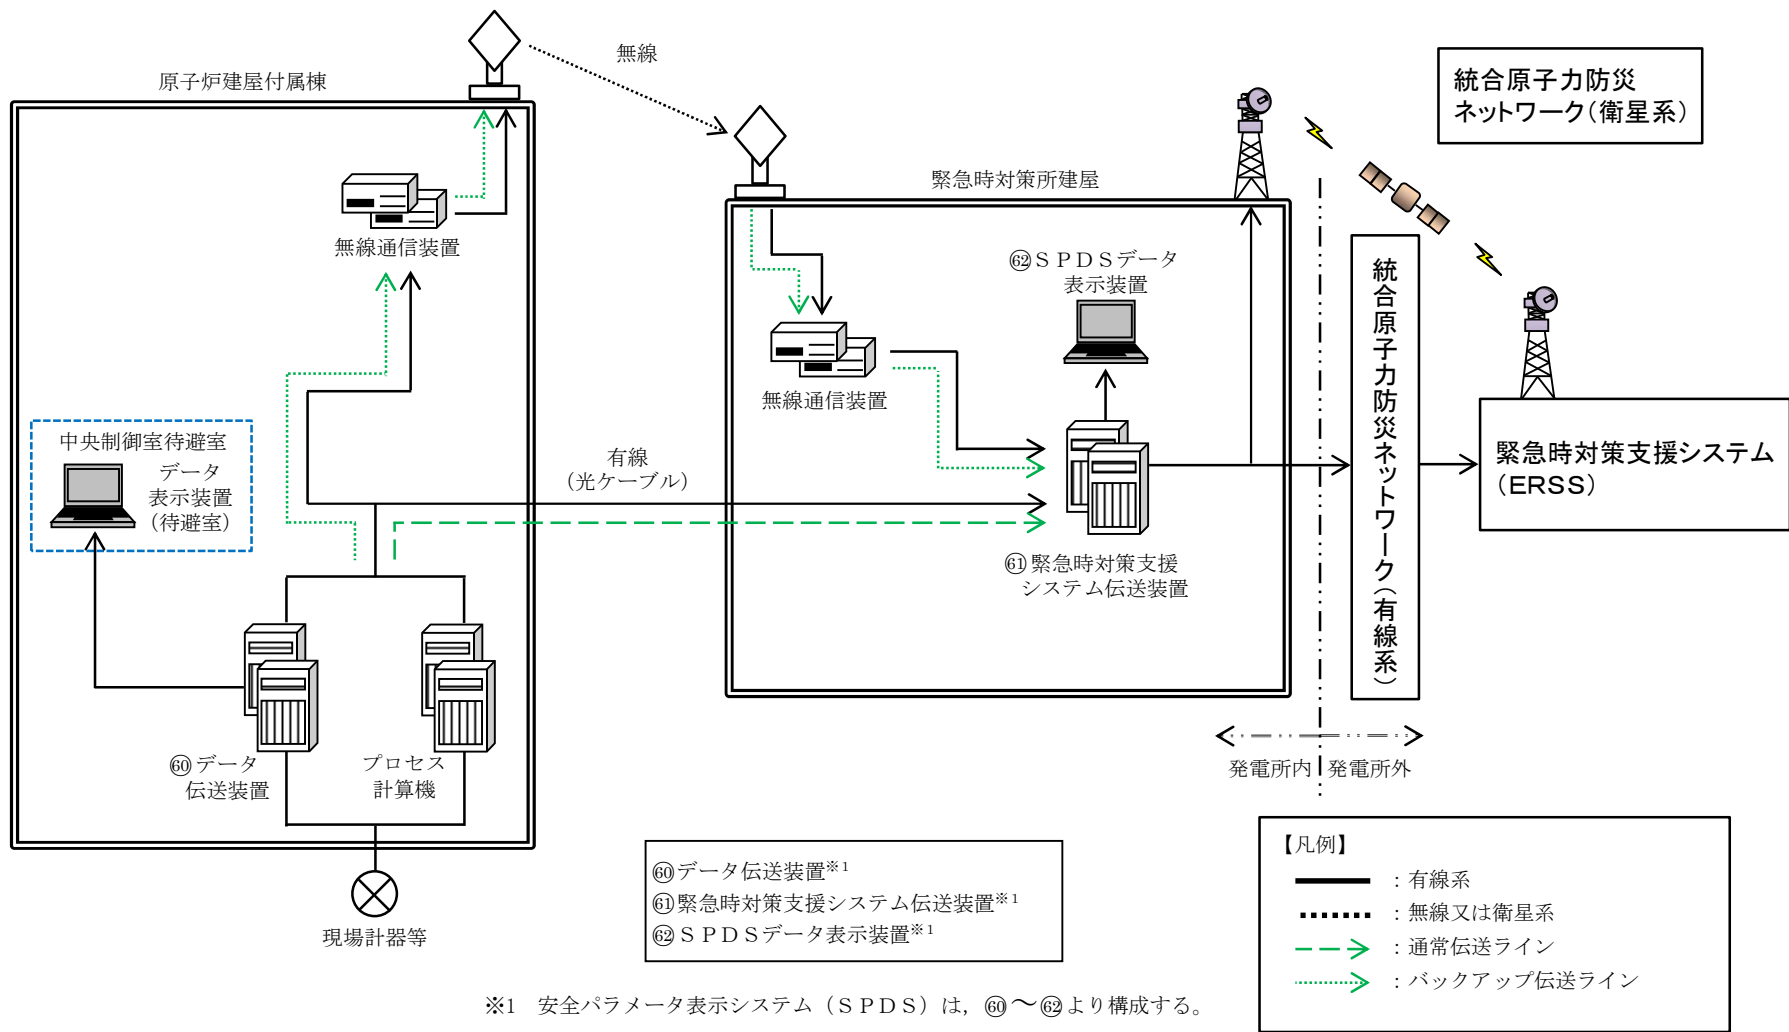 無線
原子炉建屋付属棟
統合原子力防災
ネットワーク(衛星系)
緊急時対策所建屋
無線通信装置
㉒ＳＰＤＳデータ
表示装置
無線通信装置
統合原子力防災ネットワーク(有線系)
中央制御室待避室
データ
表示装置
(待避室)
有線
(光ケーブル)
緊急時対策支援システム
(ERSS)
61緊急時対策支援
システム伝送装置
60データ
伝送装置
プロセス
計算機
発電所内
発電所外
現場計器等
60データ伝送装置※1
61緊急時対策支援システム伝送装置※1
62ＳＰＤＳデータ表示装置※1
【凡例】
：有線系
：無線又は衛星系
：通常伝送ライン
：バックアップ伝送ライン
※1　安全パラメータ表示システム（ＳＰＤＳ）は，60～62より構成する。